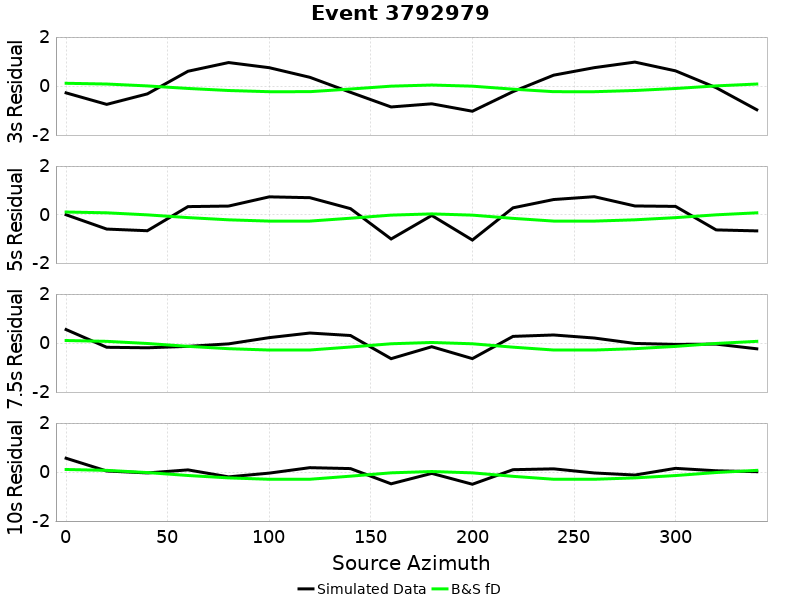 Event 3792979
3s Residual
2
0
-2
5s Residual
2
0
-2
7.5s Residual
2
0
-2
10s Residual
2
0
-2
0 50 100 150 200 250 300
Source Azimuth
Simulated Data B&S fD